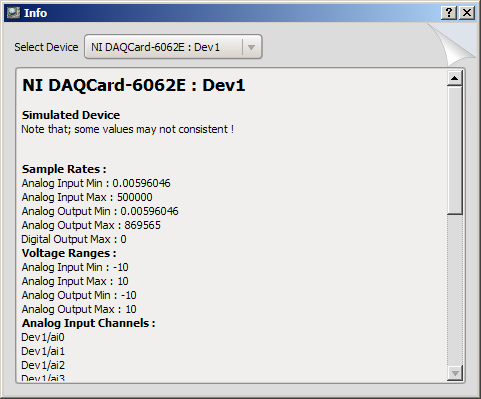 Info
Select Device NI DAQCard-6062E : Dev1
NI DAQCard-6062E : Dev1
Simulated Device
Note that; some values may not consistent !
Sample Rates :
Analog Input Min : 0.00596046
Analog Input Max : 500000
Analog Output Min : 0.00596046
Analog Output Max : 869565
Digital Output Max : 0
Voltage Ranges :
Analog Input Min : -10
Analog Input Max : 10
Analog Output Min : -10
Analog Output Max : 10
Analog Input Channels :
Dev1/ai0
Dev1/ai1
Dev1/ai2
Dev1/ai3